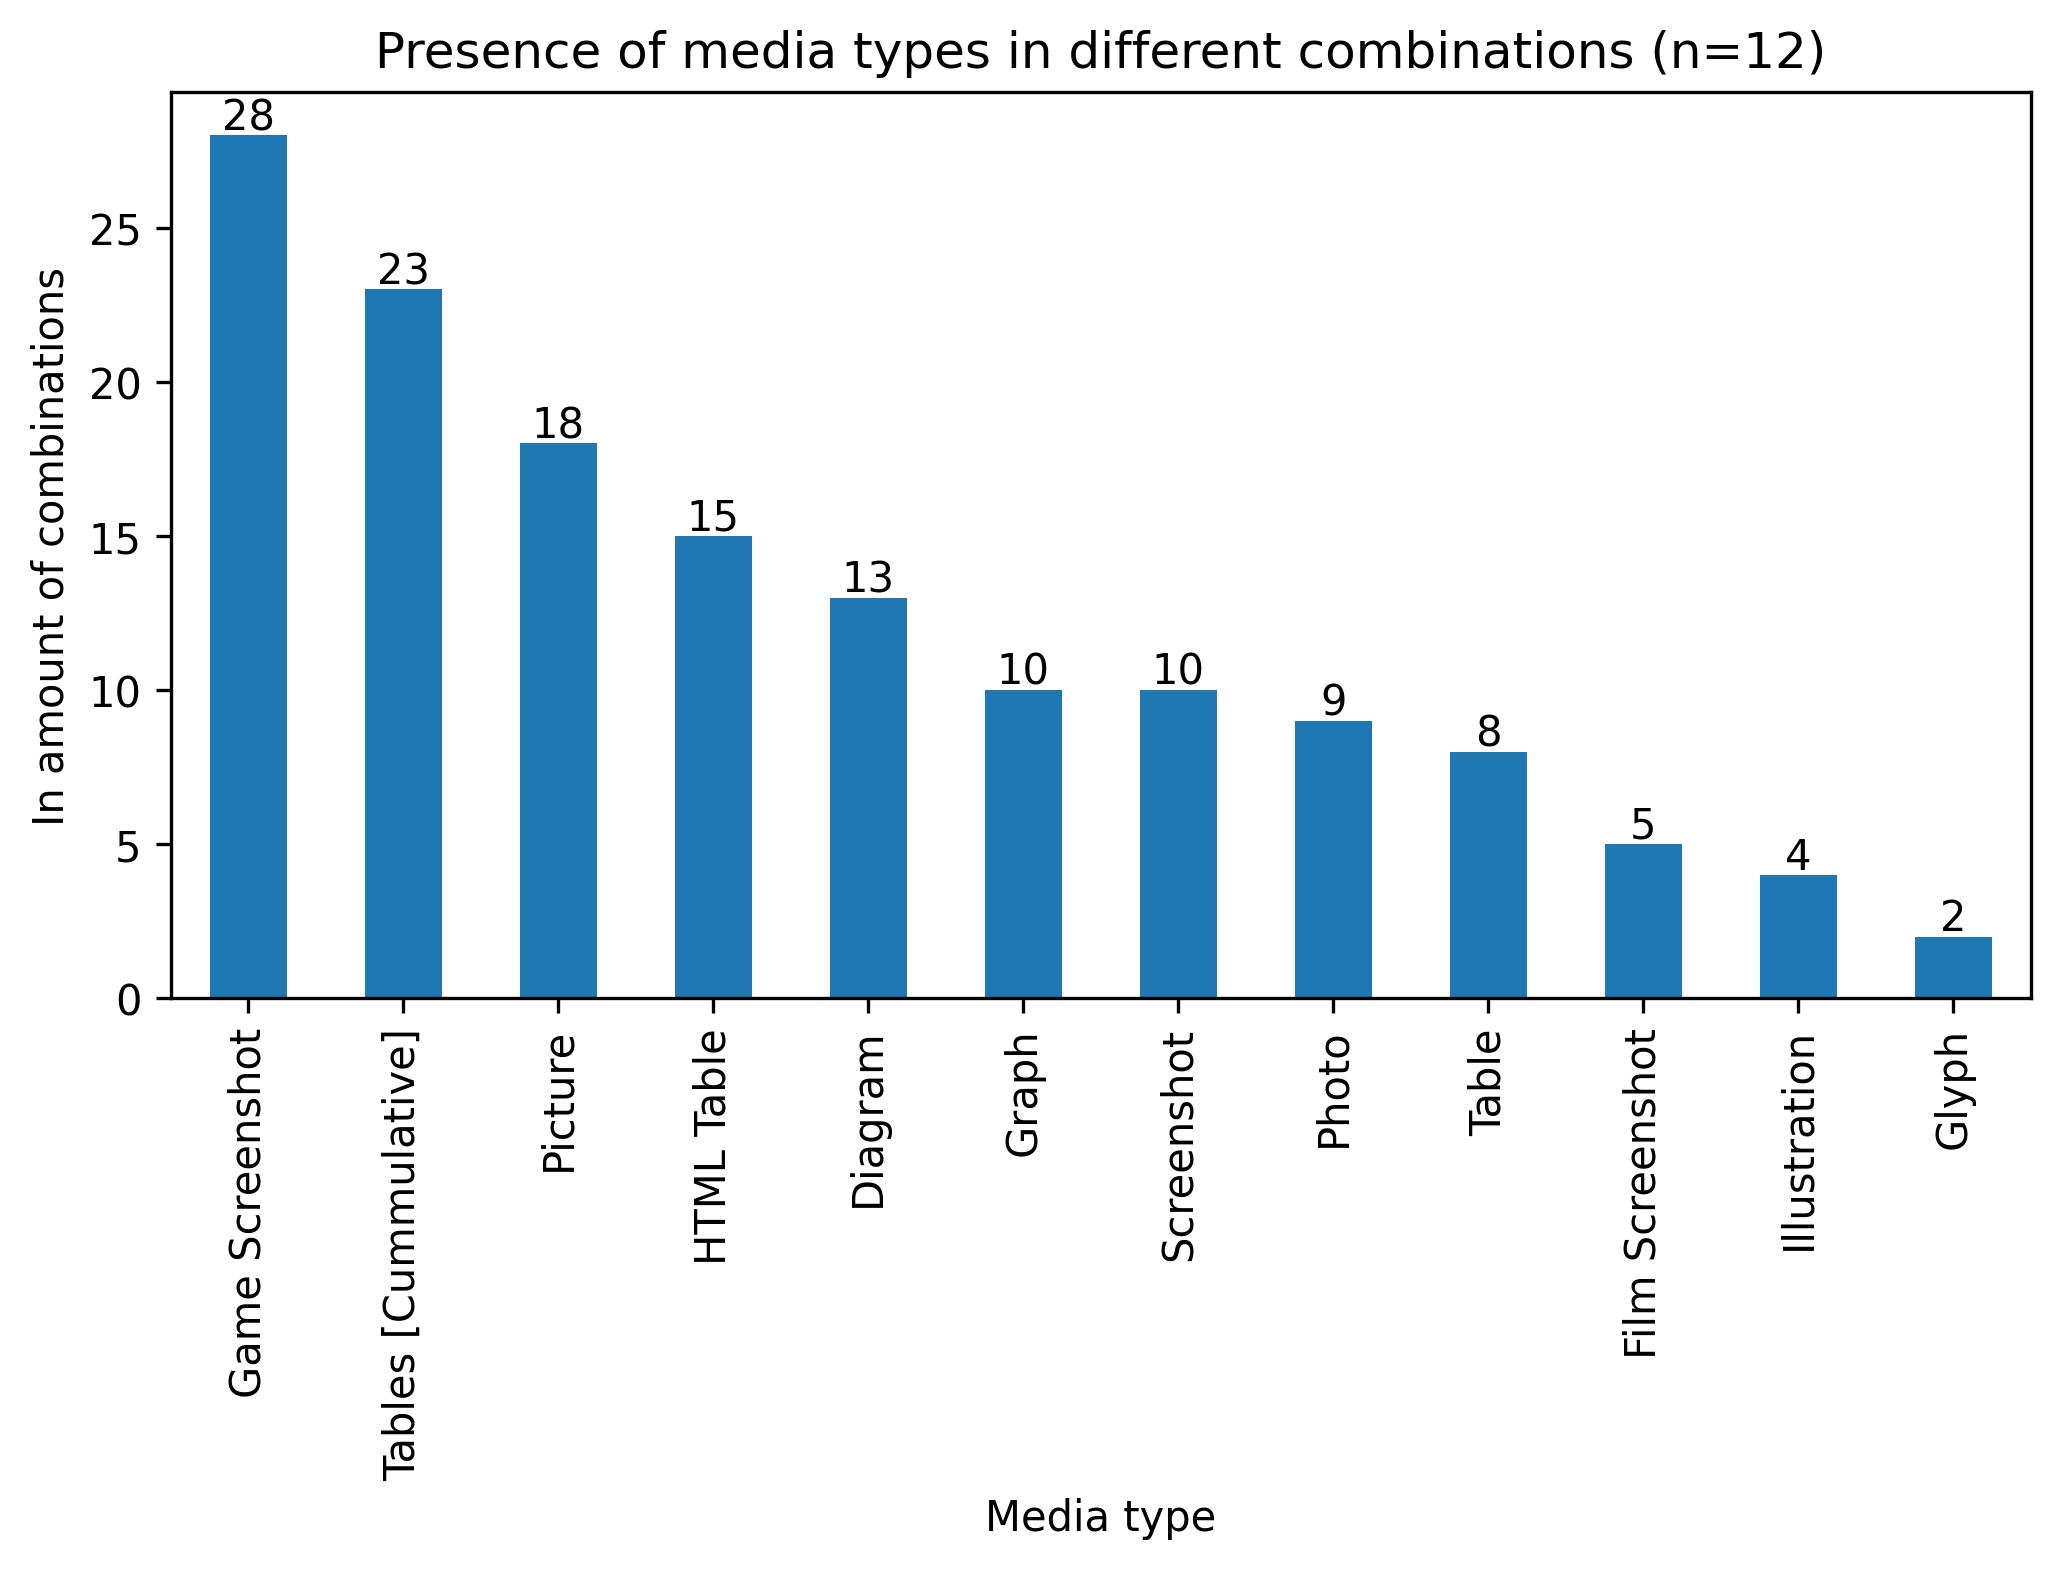 Presence of media types in different combinations (n=12)
In amount of combinations
25
20
15
10
5
0
28
23
18
15
13
10
10
9
8
5
4
2
Game Screenshot
Tables [Cummulative]
Picture
HTML Table
Diagram
Graph
Screenshot
Photo
Table
Film Screenshot
Illustration
Glyph
Media type